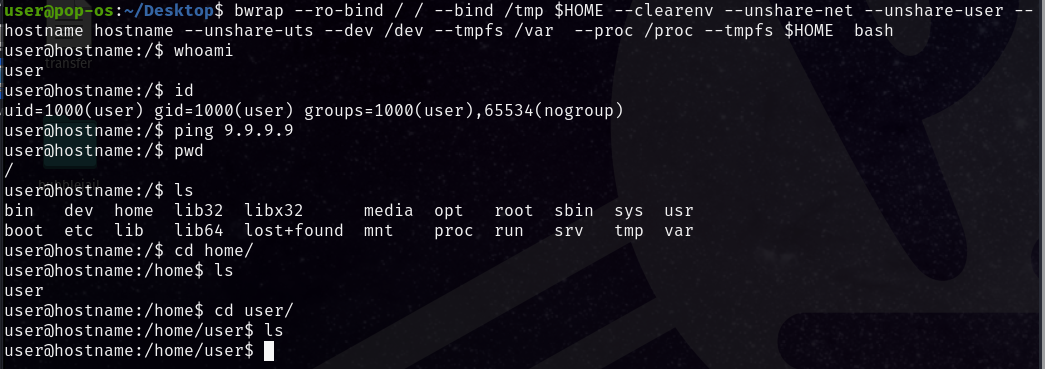 user@pop-os:~/Desktop$ bwrap --ro-bind / / --bind /tmp $HOME --clearenv --unshare-net --unshare-user --
hostname hostname --unshare-uts --dev /dev --tmpfs /var  --proc /proc --tmpfs $HOME  bash
user@hostname:/$ whoami
transfer
user
user@hostname:/$ id
uid=1000(user) gid=1000(user) groups=1000(user),65534(nogroup)
user@hostname:/$ ping 9.9.9.9
user@hostname:/$ pwd
/
user@hostname:/$ ls
bin   dev  home  lib32  libx32      media  opt   root  sbin  sys  usr
boot  etc  lib   lib64  lost+found  mnt    proc  run   srv   tmp  var
user@hostname:/$ cd home/
user@hostname:/home$ ls
user
user@hostname:/home$ cd user/
user@hostname:/home/user$ ls
user@hostname:/home/user$